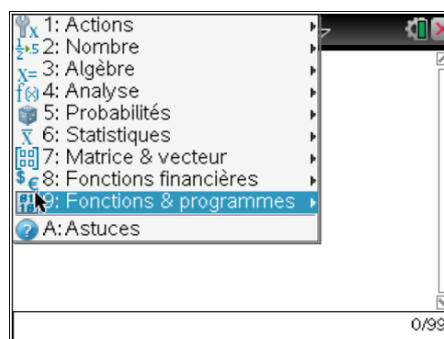 1: Actions
2: Nombre
3: Algèbre
4: Analyse
5: Probabilités
6: Statistiques
7: Matrice & vecteur
8: Fonctions financières
9: Fonctions & programmes
A: Astuces
0/99